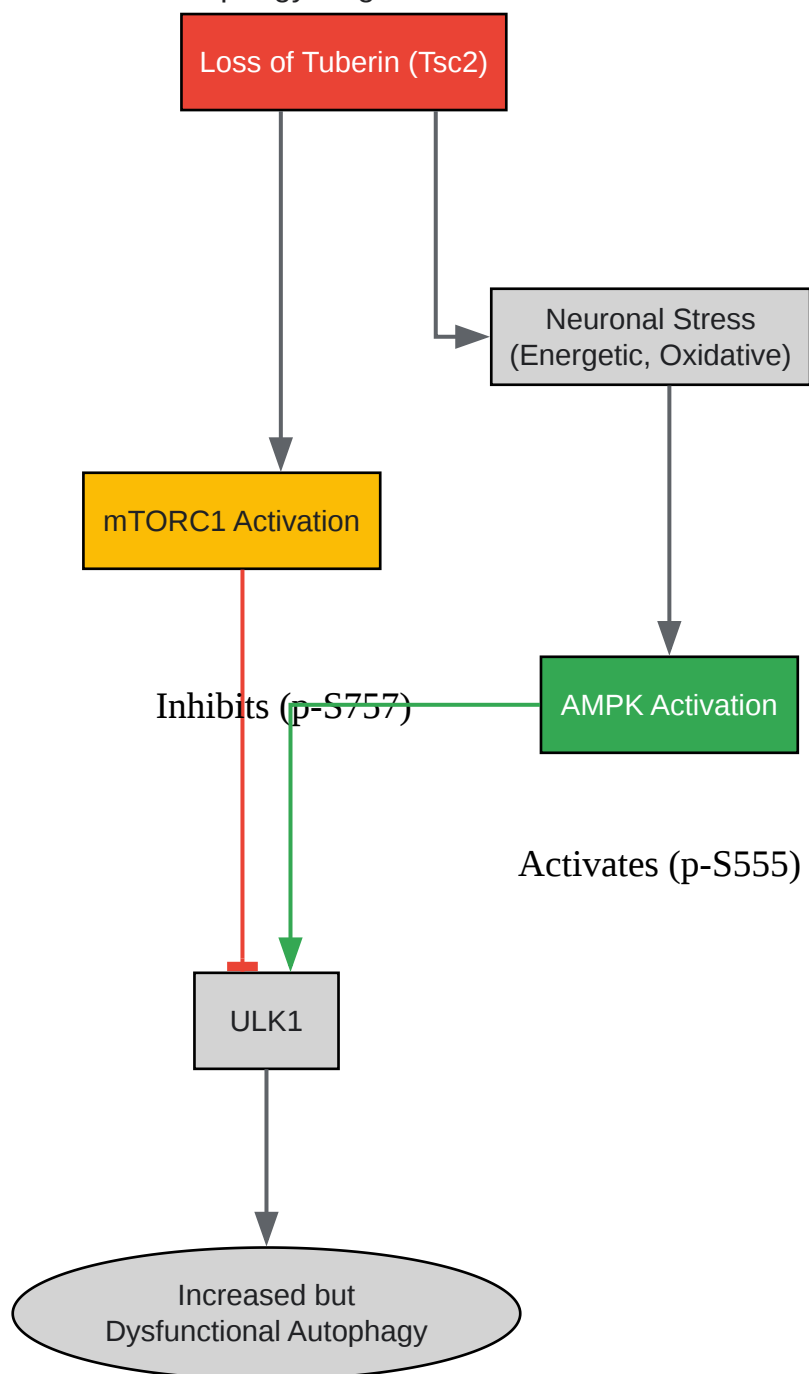 Loss of Tuberin (Tsc2)
Neuronal Stress
(Energetic, Oxidative)
mTORC1 Activation
Inhibits (p-S757)
AMPK Activation
Activates (p-S555)
ULK1
Increased but
Dysfunctional Autophagy